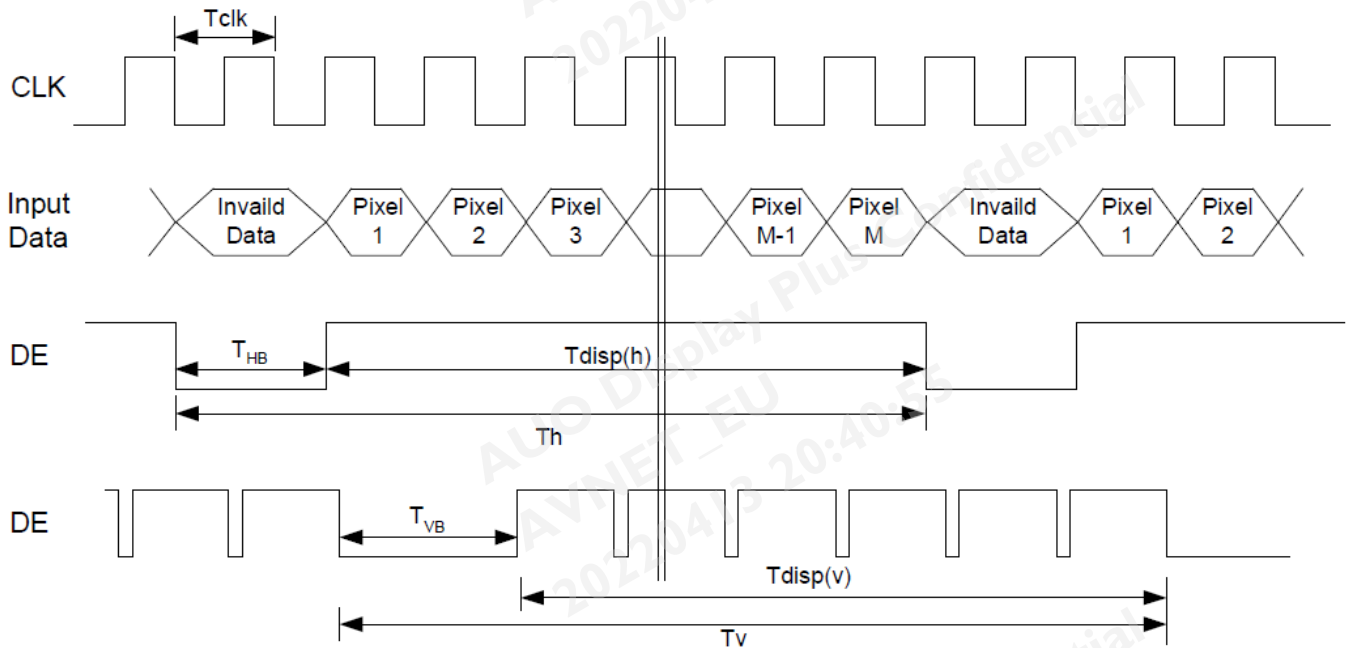 Tclk
CLK
Input
Data
Invaild
Data
Pixel
1
Pixel
2
Pixel
3
Pixel
M-1
Pixel
M
Invaild
Data
Pixel
1
Pixel
2
DE
THB
Tdisp(h)
Th
DE
TVB
Tdisp(v)
Tv
AUO Display Plus Confidential
AVNET_EU
20220413 20:40:55